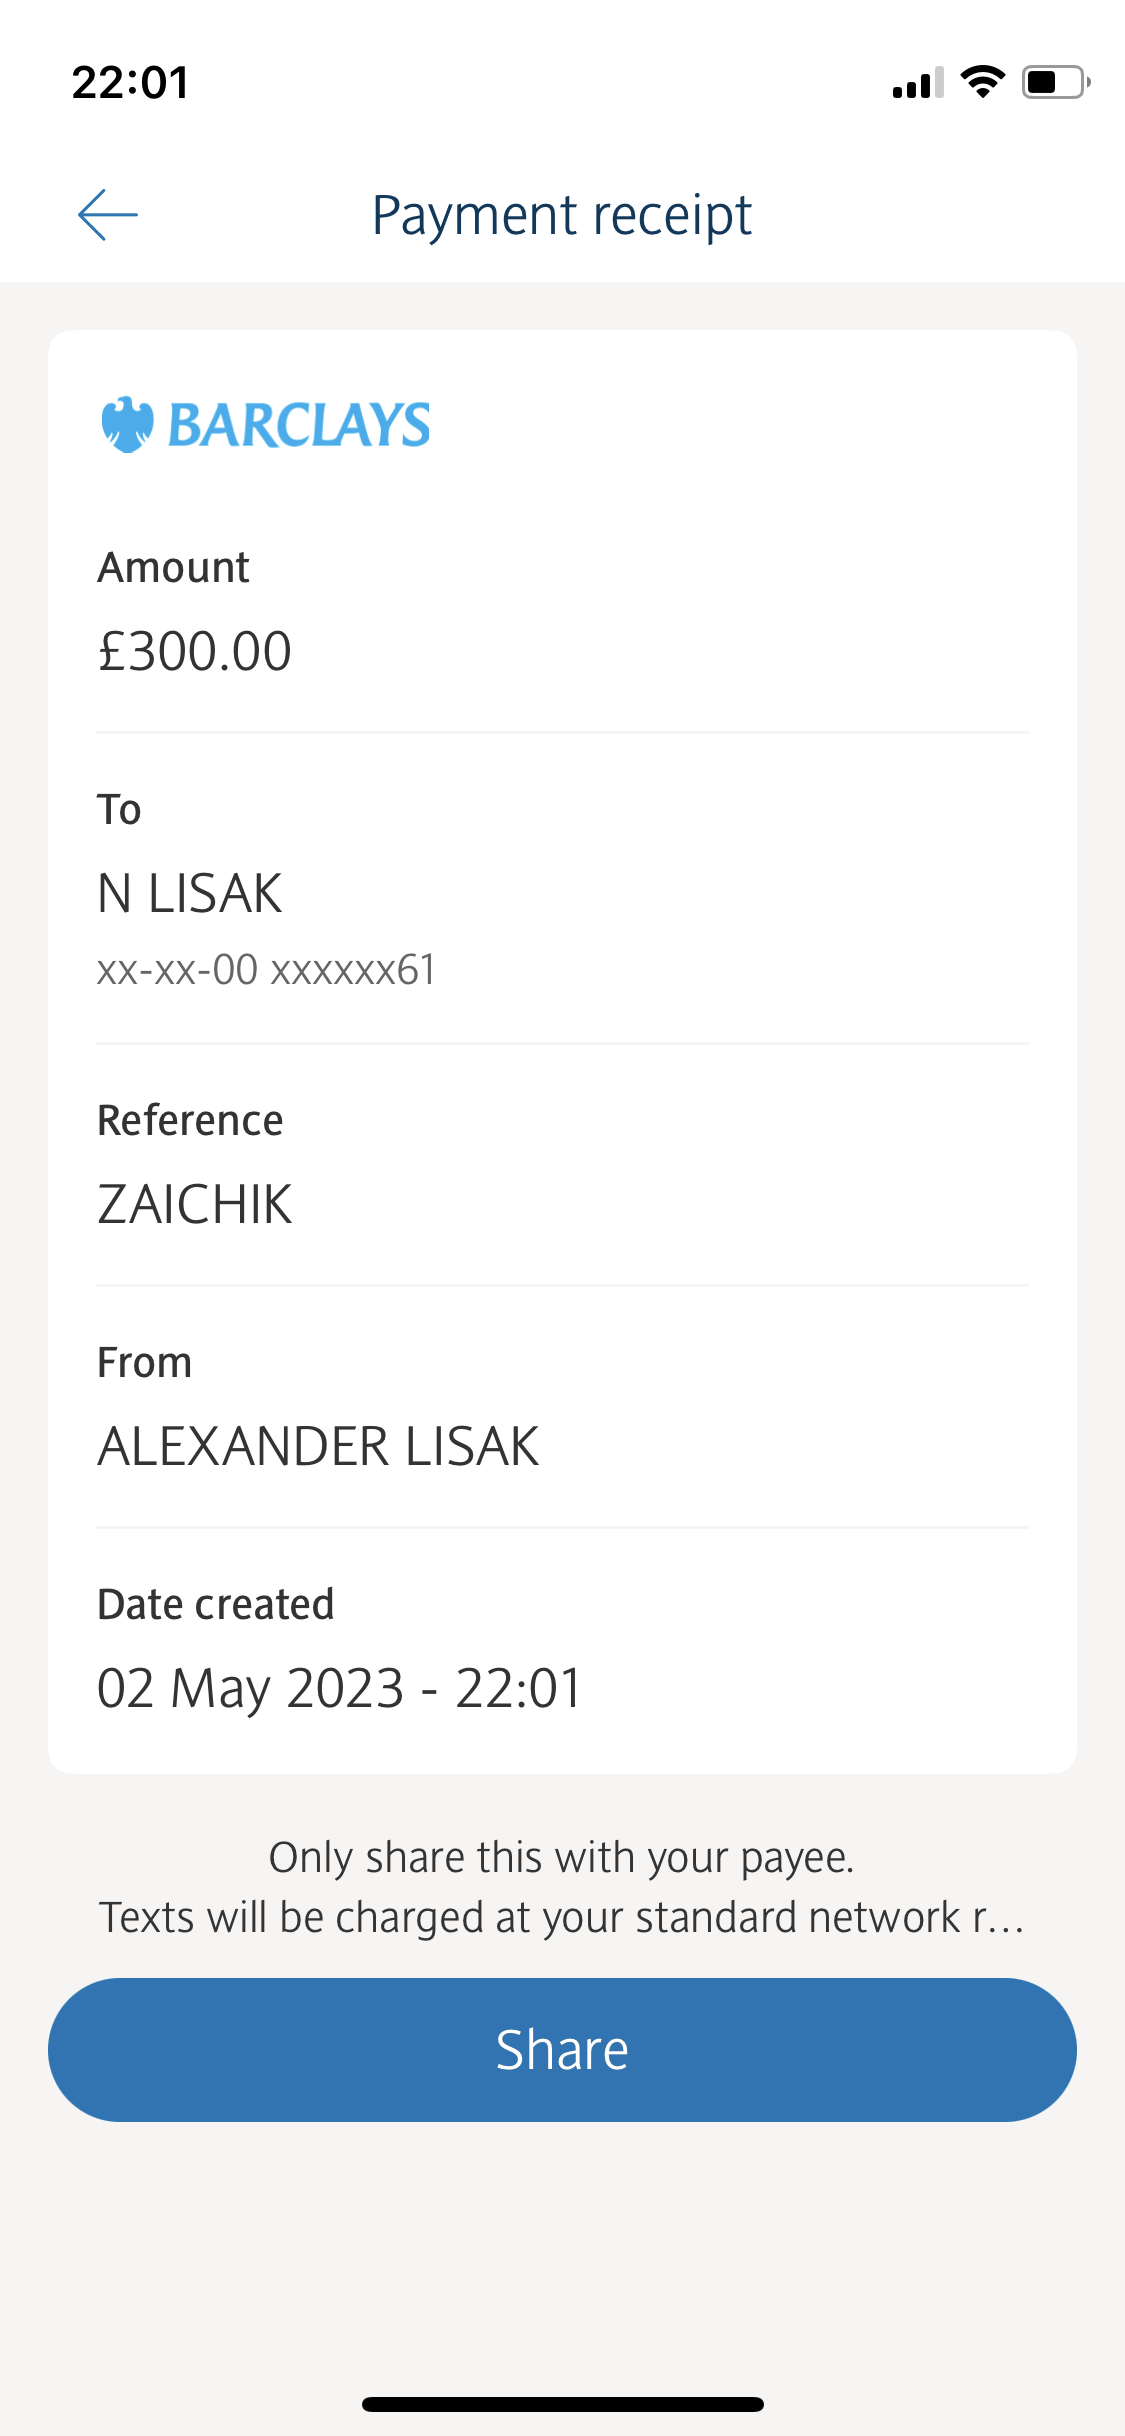 22:01
Payment receipt
BARCLAYS
Amount
£300.00
To
N LISAK
xx-xx-00 xxxxxx61
Reference
ZAICHIK
From
ALEXANDER LISAK
Date created
02 May 2023 - 22:01
Only share this with your payee.
Texts will be charged at your standard network r...
Share